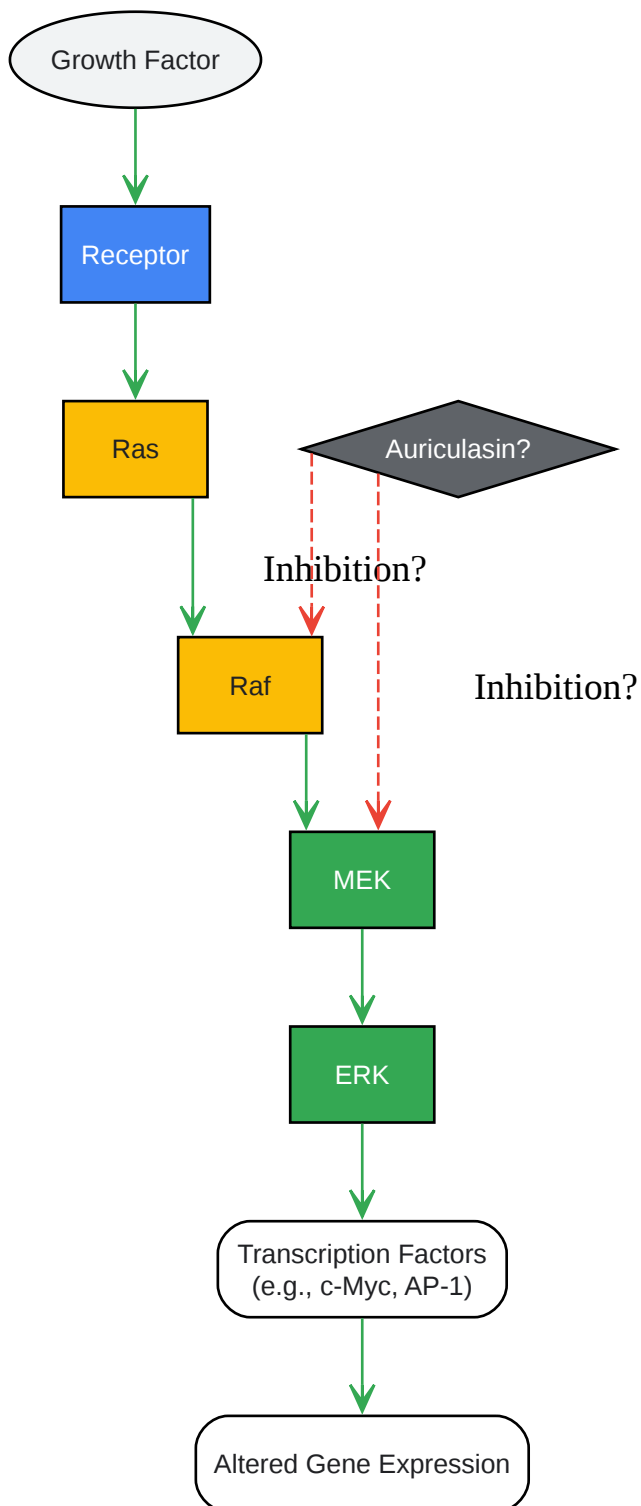 Growth Factor
Receptor
Ras
Auriculasin?
Inhibition?
Raf
Inhibition?
MEK
ERK
Transcription Factors
(e.g., c-Myc, AP-1)
Altered Gene Expression